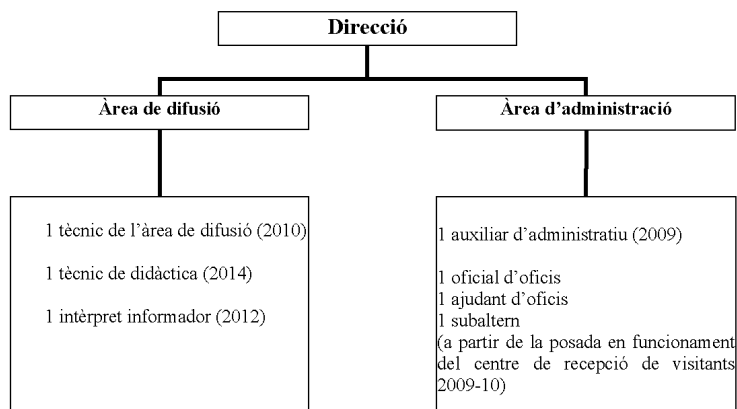 Direcció
Àrea de difusió
1 tècnic de l'àrea de difusió (2010)
1 tècnic de didàctica (2014)
1 intèrpret informador (2012)
Àrea d'administració
1 auxiliar d'administratiu (2009)
1 oficial d'oficis
1 ajudant d'oficis
1 subaltern
(a partir de la posada en funcionament
del centre de recepció de visitants
2009-10)